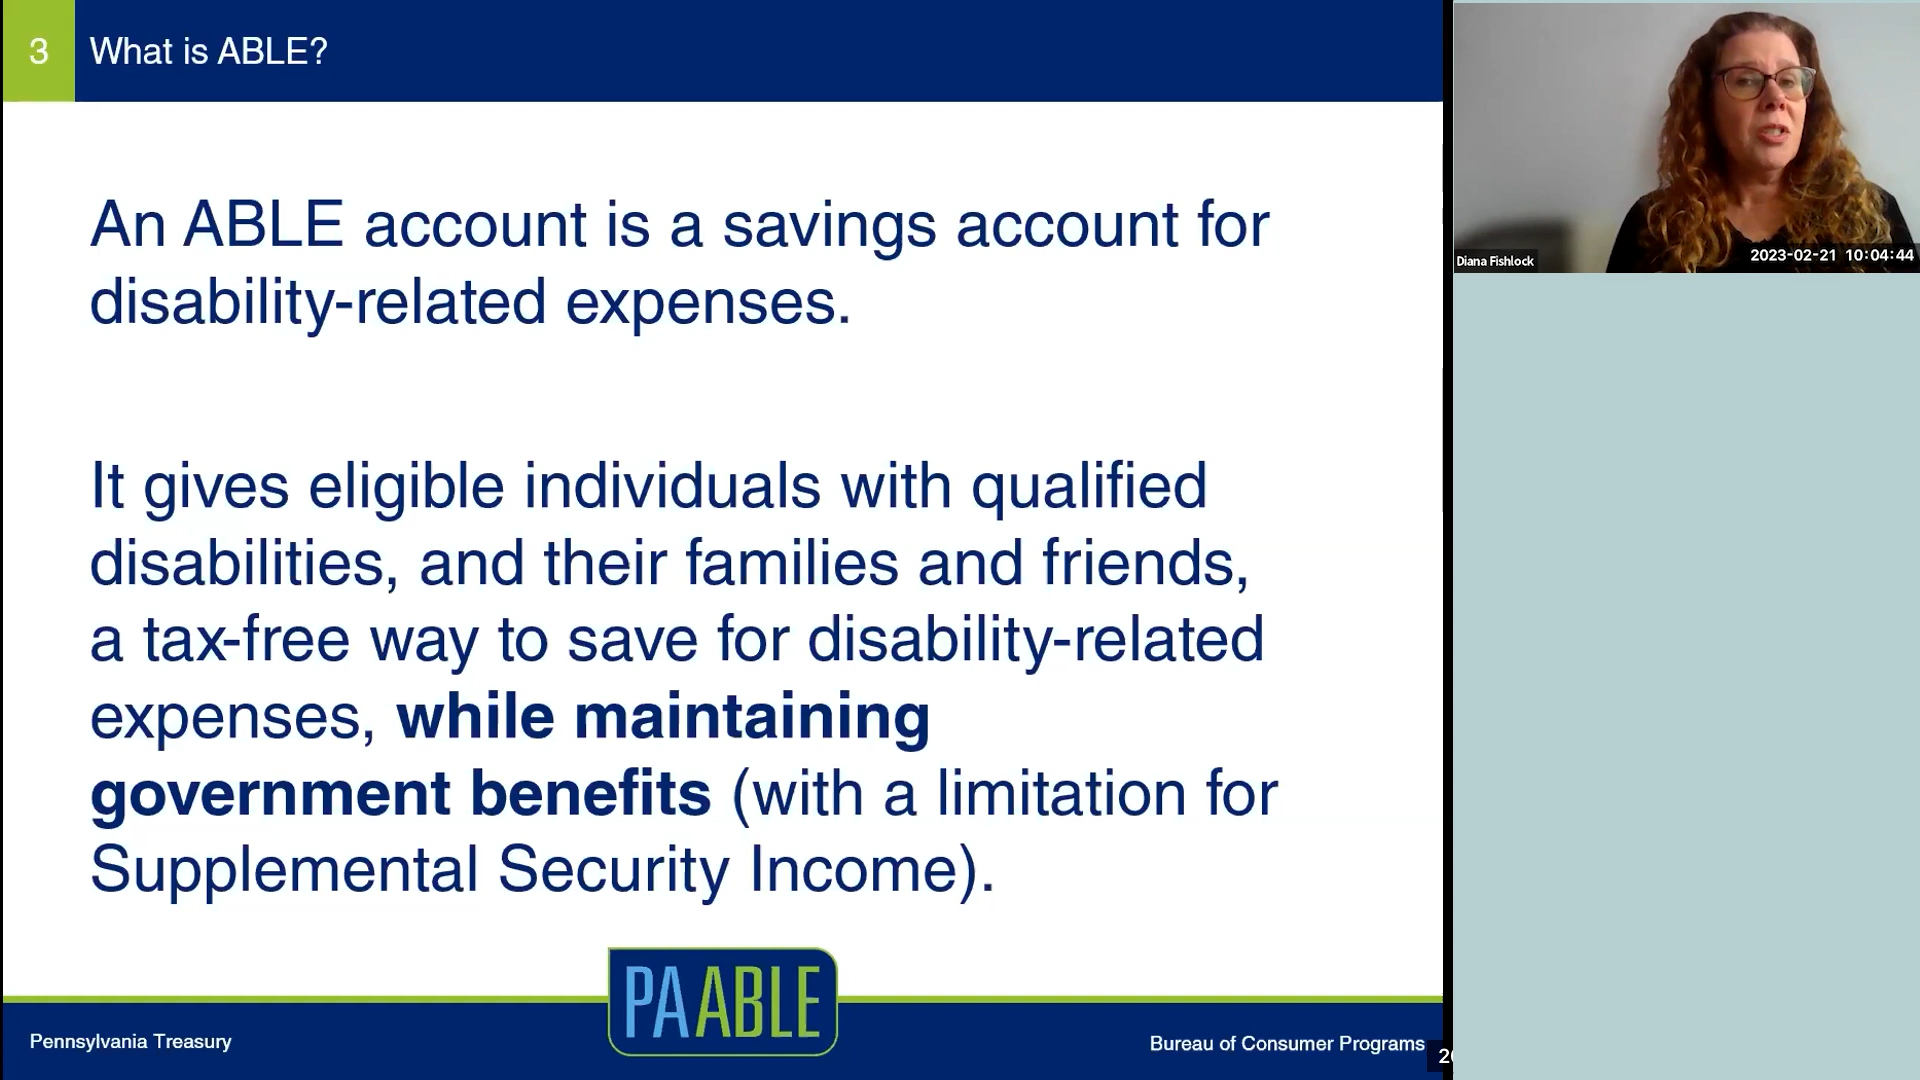 3
What is ABLE?
An ABLE account is a savings account for
disability-related expenses.
It gives eligible individuals with qualified
disabilities, and their families and friends,
a tax-free way to save for disability-related
expenses, while maintaining
government benefits (with a limitation for
Supplemental Security Income).
PAABLE
Pennsylvania Treasury
Bureau of Consumer Programs
Diana Fishlock
2023-02-21 10:04:44